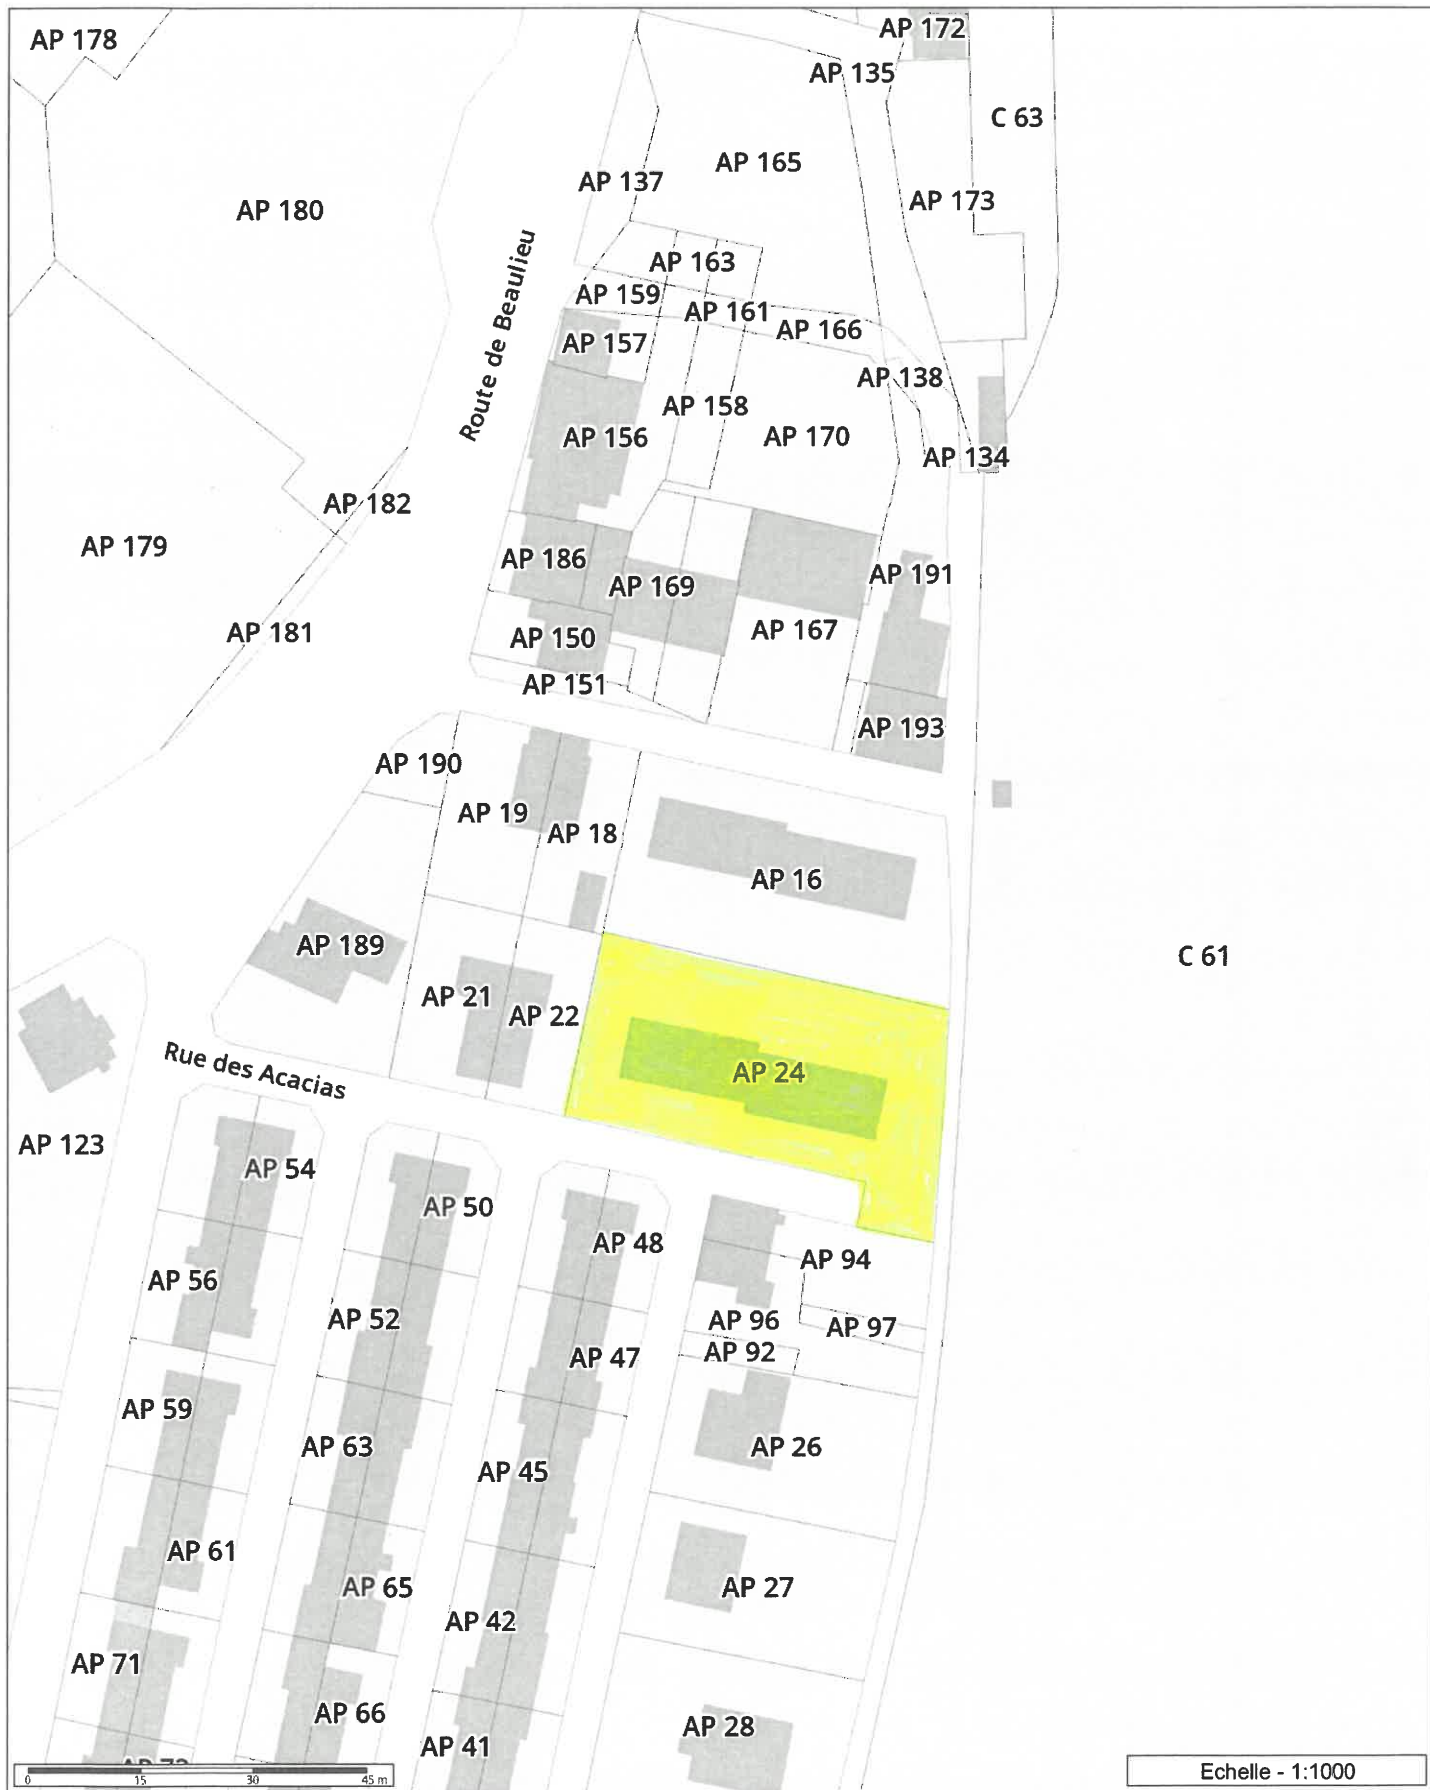 AP 178
AP 172
AP 135
C 63
AP 165
AP 137
AP 173
AP 180
AP 163
AP 159
AP 161
AP 166
AP 157
Route de Beaulieu
AP 138
AP 158
AP 156
AP 170
AP 134
AP 182
AP 179
AP 186
AP 191
AP 169
AP 181
AP 150
AP 167
AP 151
AP 193
AP 190
AP 19
AP 18
AP 16
AP 189
C 61
AP 21
AP 22
Rue des Acacias
AP 24
AP 123
AP 54
AP 50
AP 48
AP 94
AP 56
AP 52
AP 96
AP 97
AP 92
AP 47
AP 59
AP 63
AP 26
AP 45
AP 61
AP 65
AP 27
AP 42
AP 71
AP 66
AP 28
AP 41
0 15 30 45 m
Echelle - 1:1000